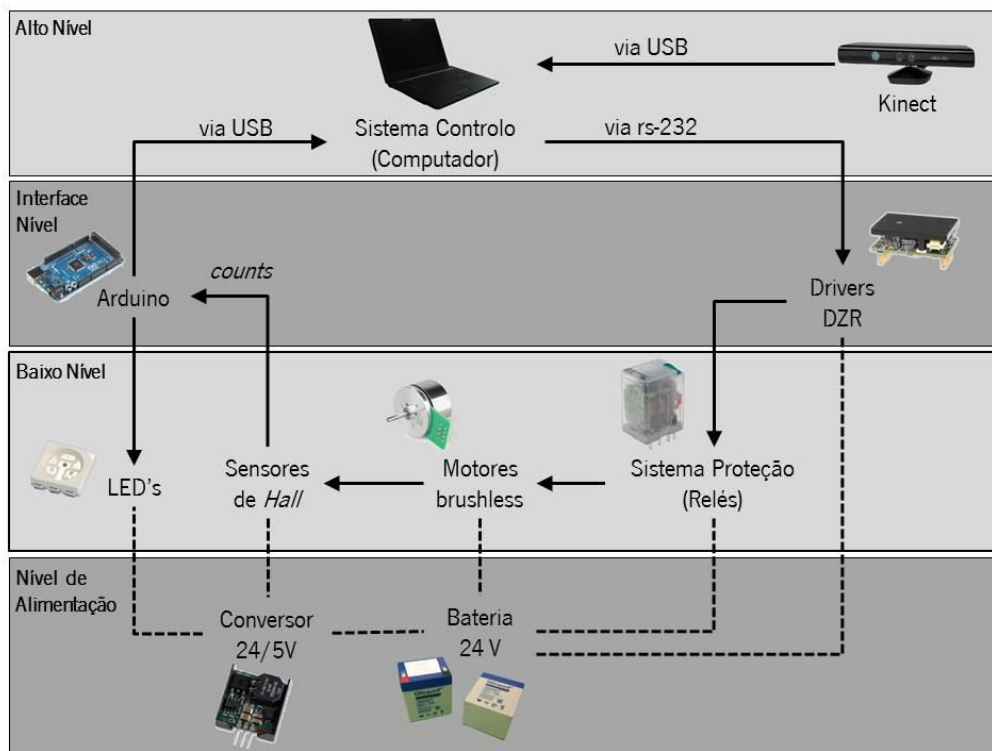 Alto Nível
via USB
Kinect
via USB
Sistema Controlo
(Computador)
via rs-232
Interface
Nível
Arduino
counts
Drivers
DZR
Baixo Nível
LED's
Sensores
de Hall
Motores
brushless
Sistema Proteção
(Relés)
Nível de
Alimentação
Conversor
24/5V
Bateria
24 V